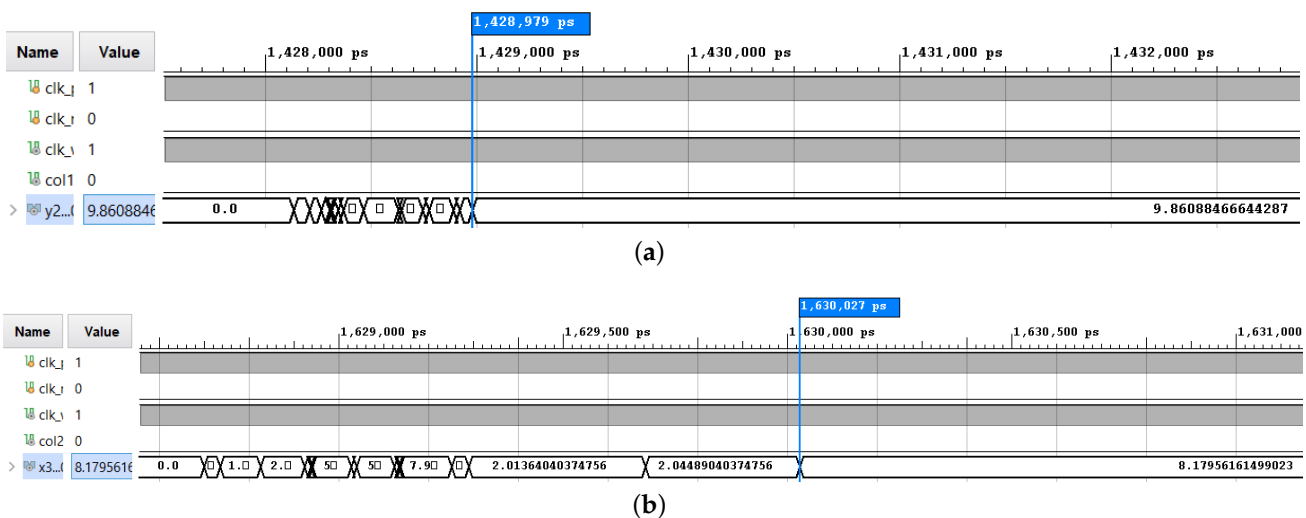 1,428,979 ps
Name Value 1,428,000 ps 1,429,000 ps 1,430,000 ps 1,431,000 ps 1,432,000 ps
clk_ 1
clk_ 0
clk_ 1
col1 0
y2...( 9.8608846 0.0 9.86088466644287
(a)
1,630,027 ps
Name Value 1,629,000 ps 1,629,500 ps 1,630,000 ps 1,630,500 ps 1,631,000
clk_ 1
clk_ 0
clk_ 1
col2 0
x3...( 8.1795616 0.0 1. 2. 5 5 7.9 2.01364040374756 2.04489040374756 8.17956161499023
(b)